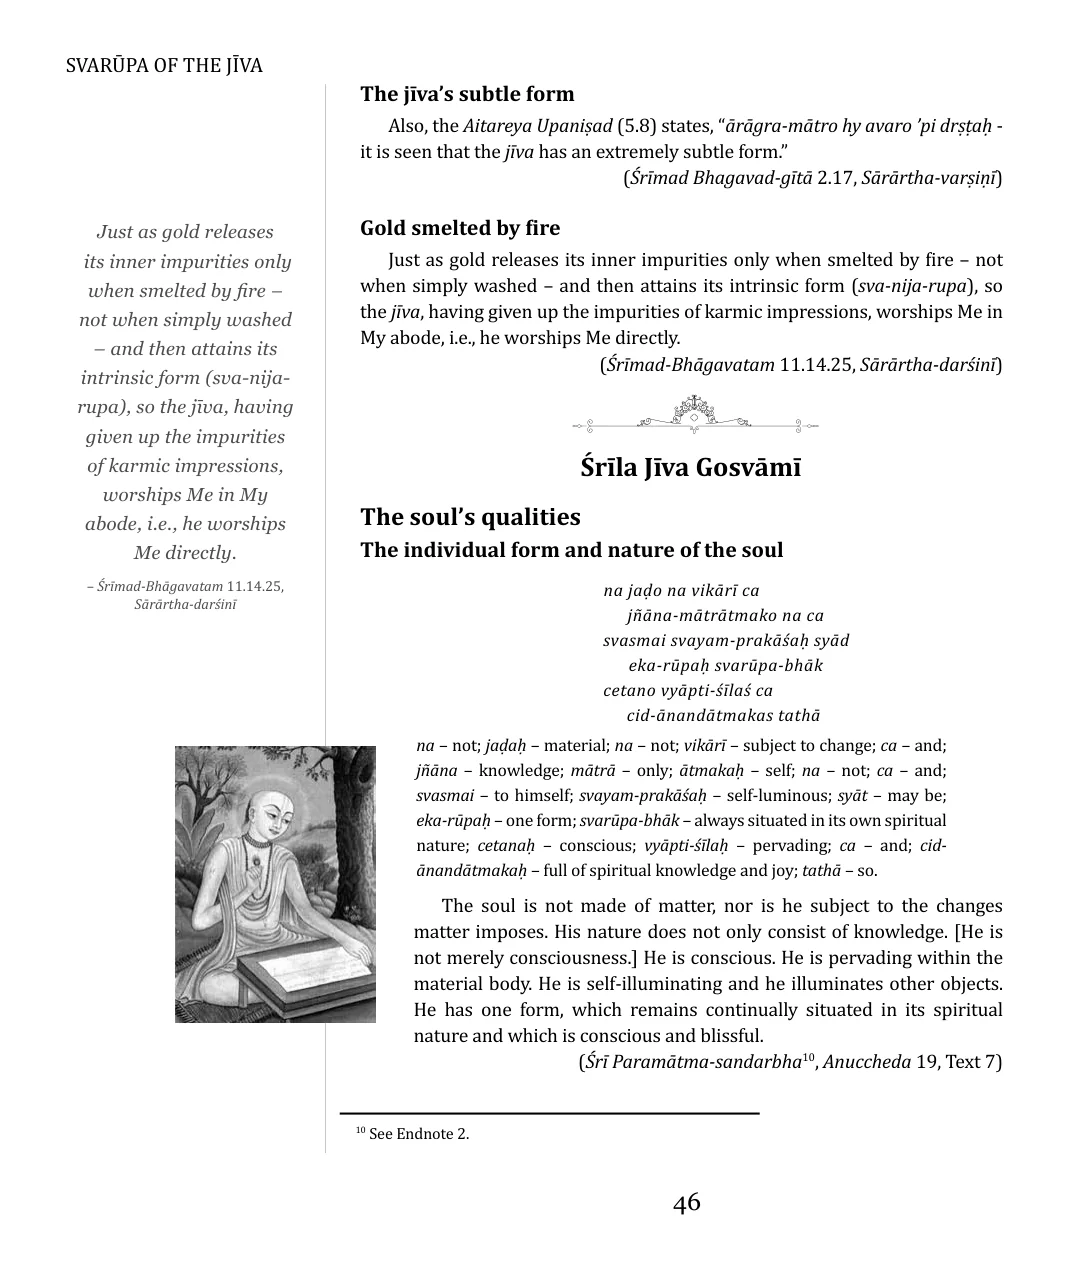 SVARŪPA OF THE JĪVA
The jīva’s subtle form
Also, the Aitareya Upaniṣad (5.8) states, “ārāgra-mātro hy avaro ’pi dṛṣṭaḥ -
it is seen that the jīva has an extremely subtle form.”
(Śrīmad Bhagavad-gītā 2.17, Sārārtha-varṣiṇī)
Just as gold releases
its inner impurities only
when smelted by fire –
not when simply washed
– and then attains its
intrinsic form (sva-nija-
rupa), so the jīva, having
given up the impurities
of karmic impressions,
worships Me in My
abode, i.e., he worships
Me directly.
– Śrīmad-Bhāgavatam 11.14.25,
Sārārtha-darśinī
Gold smelted by fire
Just as gold releases its inner impurities only when smelted by fire – not
when simply washed – and then attains its intrinsic form (sva-nija-rupa), so
the jīva, having given up the impurities of karmic impressions, worships Me in
My abode, i.e., he worships Me directly.
(Śrīmad-Bhāgavatam 11.14.25, Sārārtha-darśinī)
Śrīla Jīva Gosvāmī
The soul’s qualities
The individual form and nature of the soul
na jaḍo na vikārī ca
jñāna-mātrātmako na ca
svasmai svayam-prakāśaḥ syād
eka-rūpaḥ svarūpa-bhāk
cetano vyāpti-śīlaś ca
cid-ānandātmakas tathā
na – not; jaḍaḥ – material; na – not; vikārī – subject to change; ca – and;
jñāna – knowledge; mātrā – only; ātmakaḥ – self; na – not; ca – and;
svasmai – to himself; svayam-prakāśaḥ – self-luminous; syāt – may be;
eka-rūpaḥ – one form; svarūpa-bhāk – always situated in its own spiritual
nature; cetanaḥ – conscious; vyāpti-śīlaḥ – pervading; ca – and; cid-
ānandātmakaḥ – full of spiritual knowledge and joy; tathā – so.
The soul is not made of matter, nor is he subject to the changes
matter imposes. His nature does not only consist of knowledge. [He is
not merely consciousness.] He is conscious. He is pervading within the
material body. He is self-illuminating and he illuminates other objects.
He has one form, which remains continually situated in its spiritual
nature and which is conscious and blissful.
(Śrī Paramātma-sandarbha¹⁰, Anuccheda 19, Text 7)
¹⁰ See Endnote 2.
46